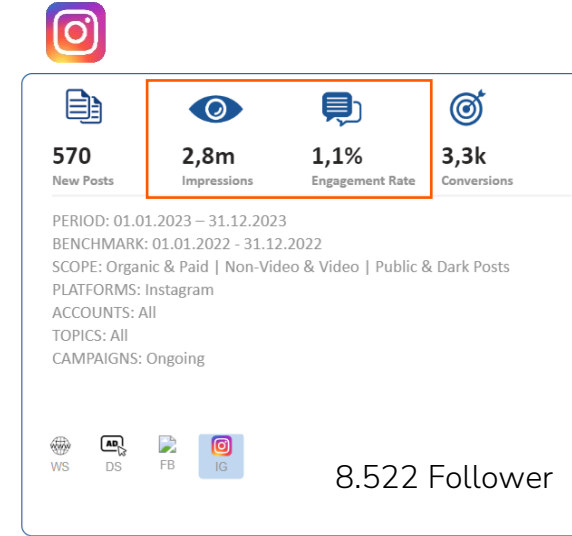 570 2,8m 1,1% 3,3k
New Posts Impressions Engagement Rate Conversions
PERIOD: 01.01.2023 – 31.12.2023
BENCHMARK: 01.01.2022 - 31.12.2022
SCOPE: Organic & Paid | Non-Video & Video | Public & Dark Posts
PLATFORMS: Instagram
ACCOUNTS: All
TOPICS: All
CAMPAIGNS: Ongoing
www AD
WS DS FB IG
8.522 Follower